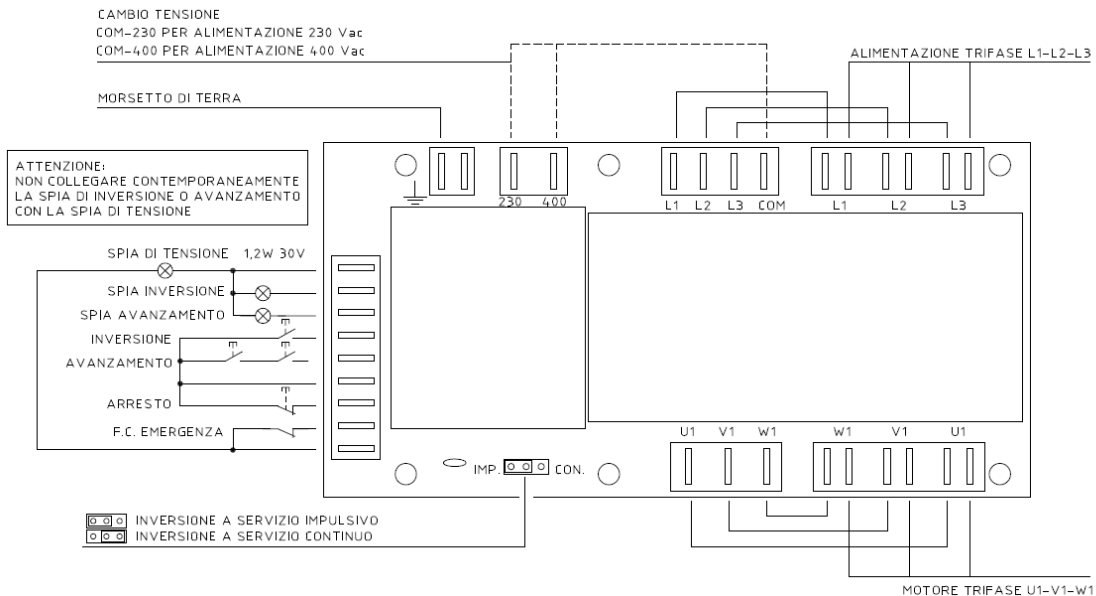 CAMBIO TENSIONE
COM-230 PER ALIMENTAZIONE 230 Vac
COM-400 PER ALIMENTAZIONE 400 Vac
ALIMENTAZIONE TRIFASE L1-L2-L3
MORSETTO DI TERRA
ATTENZIONE:
NON COLLEGARE CONTEMPORANEAMENTE
LA SPIA DI INVERSIONE O AVANZAMENTO
CON LA SPIA DI TENSIONE
230 400
L1 L2 L3 COM
L1 L2 L3
SPIA DI TENSIONE 1,2W 30V
SPIA INVERSIONE
SPIA AVANZAMENTO
INVERSIONE
AVANZAMENTO
ARRESTO
F.C. EMERGENZA
U1 V1 W1
W1 V1 U1
IMP. CON.
INVERSIONE A SERVIZIO IMPULSIVO
INVERSIONE A SERVIZIO CONTINUO
MOTORE TRIFASE U1-V1-W1